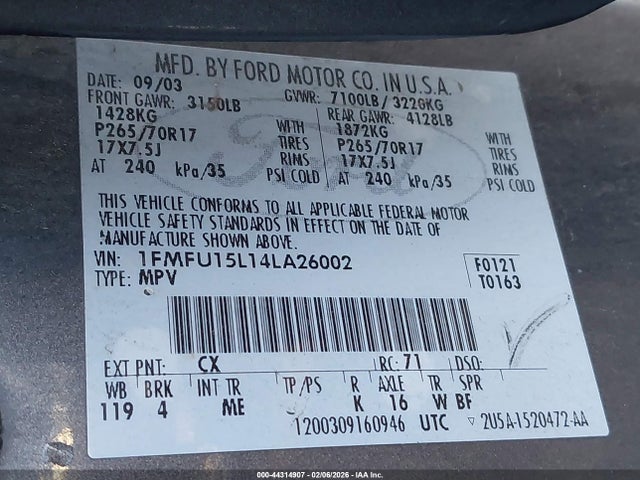 MFD. BY FORD MOTOR CO. IN U.S.A.
DATE: 09/03 GVWR: 7100LB/ 3220KG
FRONT GAWR: 3150LB REAR GAWR: 4128LB
1428KG WITH 1872KG WITH
P265/70R17 TIRES P265/70R17 TIRES
17X7.5J RIMS 17X7.5J RIMS
AT 240 kPa/35 PSI COLD AT 240 kPa/35 PSI COLD
Ford
THIS VEHICLE CONFORMS TO ALL APPLICABLE FEDERAL MOTOR
VEHICLE SAFETY STANDARDS IN EFFECT ON THE DATE OF
MANUFACTURE SHOWN ABOVE.
VIN: 1FMFU15L14LA26002 F0121
TYPE: MPV T0163
EXT PNT: CX RC: 71 DSO:
WB BRK INT TR TP/PS R AXLE TR SPR
119 4 ME K 16 W BF
1200309160946 UTC ▽ 2U5A-1520472-AA
000-44314907 - 02/06/2026 - IAAI.COM